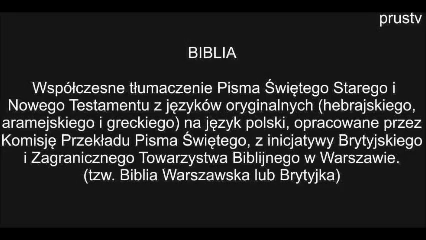 prustv
BIBLIA
Współczesne tłumaczenie Pisma Świętego Starego i
Nowego Testamentu z języków oryginalnych (hebrajskiego,
aramejskiego i greckiego) na język polski, opracowane przez
Komisję Przekładu Pisma Świętego, z inicjatywy Brytyjskiego
i Zagranicznego Towarzystwa Biblijnego w Warszawie.
(tzw. Biblia Warszawska lub Brytyjka)